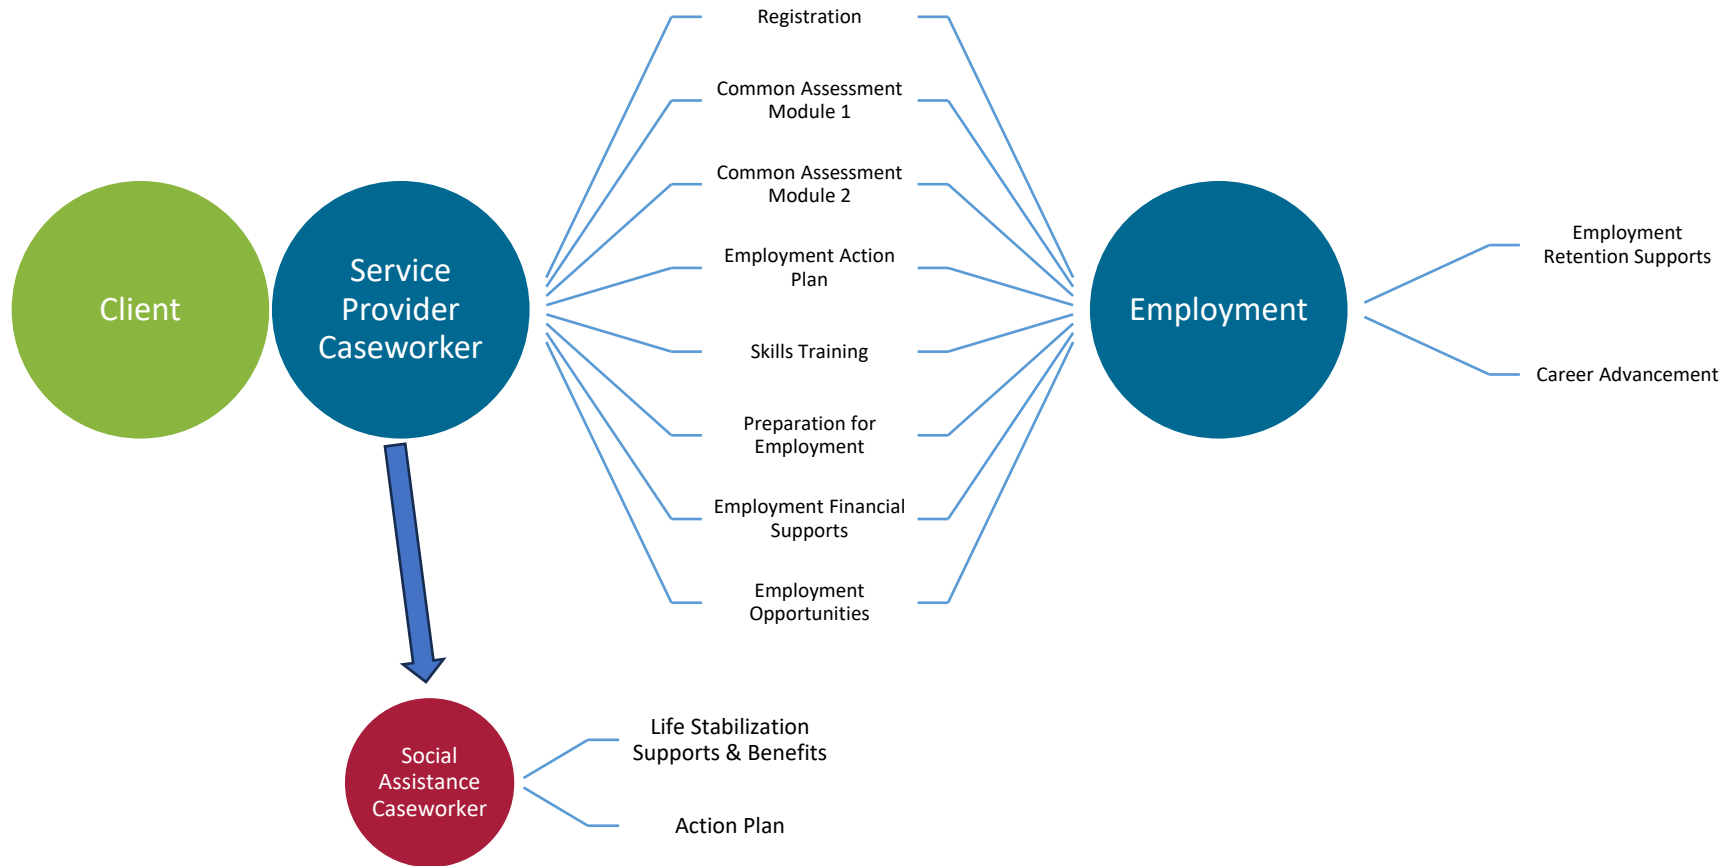 Client
Service
Provider
Caseworker
Registration
Common Assessment
Module 1
Common Assessment
Module 2
Employment Action
Plan
Skills Training
Preparation for
Employment
Employment Financial
Supports
Employment
Opportunities
Employment
Employment
Retention Supports
Career Advancement
Social
Assistance
Caseworker
Life Stabilization
Supports & Benefits
Action Plan